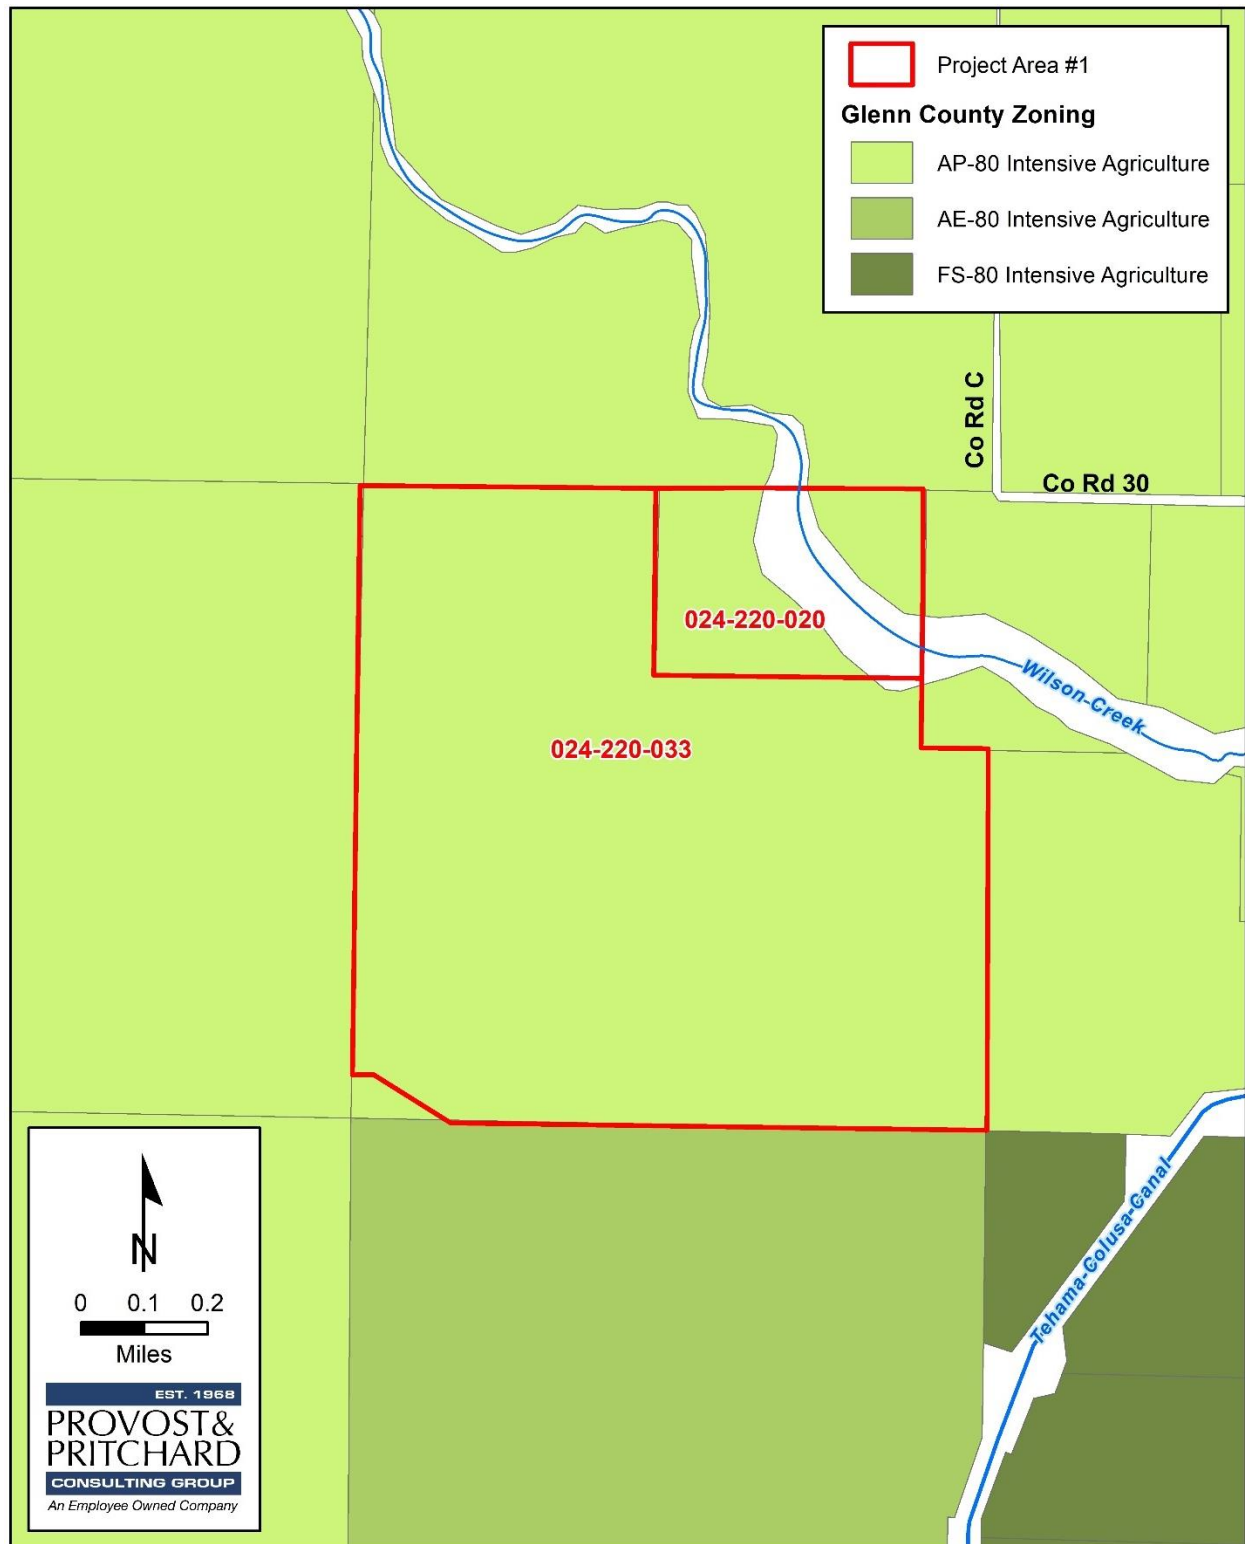 Project Area #1
Glenn County Zoning
AP-80 Intensive Agriculture
AE-80 Intensive Agriculture
FS-80 Intensive Agriculture
Co Rd C
Co Rd 30
024-220-020
Wilson-Creek
024-220-033
Tehama-Colusa-Canal
N
0 0.1 0.2
Miles
EST. 1968
PROVOST&
PRITCHARD
CONSULTING GROUP
An Employee Owned Company